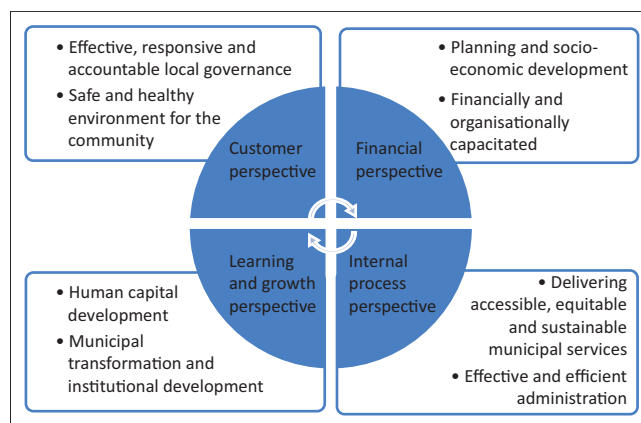 • Effective, responsive and
accountable local governance
• Safe and healthy
environment for the
community
• Planning and socio-
economic development
• Financially and
organisationally
capacitated
Customer
perspective
Financial
perspective
Learning
and growth
perspective
Internal
process
perspective
• Human capital
development
• Municipal
transformation and
institutional development
• Delivering
accessible, equitable
and sustainable
municipal services
• Effective and efficient
administration